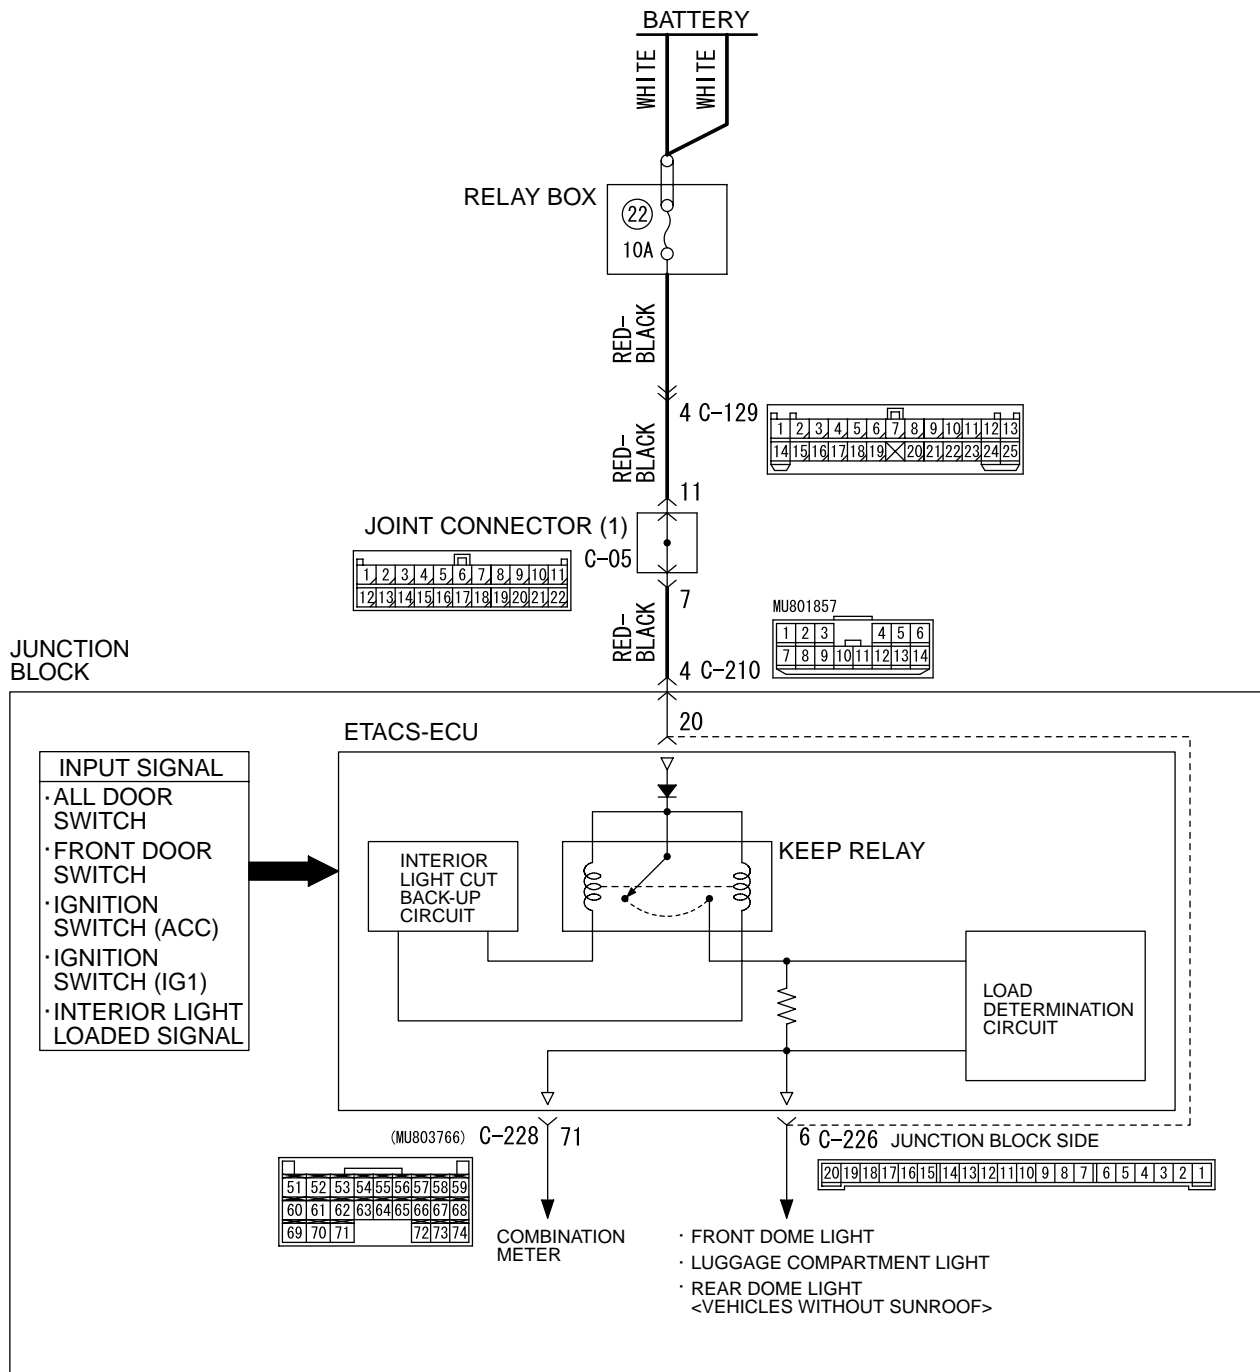 BATTERY
WHITE
WHITE
RELAY BOX
22
10A
RED-
BLACK
4 C-129
1 2 3 4 5 6 7 8 9 10 11 12 13
14 15 16 17 18 19 20 21 22 23 24 25
RED-
BLACK
11
JOINT CONNECTOR (1)
C-05
1 2 3 4 5 6 7 8 9 10 11
12 13 14 15 16 17 18 19 20 21 22
7
RED-
BLACK
MU801857
1 2 3 4 5 6
7 8 9 10 11 12 13 14
4 C-210
JUNCTION
BLOCK
20
ETACS-ECU
INPUT SIGNAL
· ALL DOOR
SWITCH
· FRONT DOOR
SWITCH
· IGNITION
SWITCH (ACC)
· IGNITION
SWITCH (IG1)
· INTERIOR LIGHT
LOADED SIGNAL
INTERIOR
LIGHT CUT
BACK-UP
CIRCUIT
KEEP RELAY
LOAD
DETERMINATION
CIRCUIT
(MU803766) C-228 71
6 C-226 JUNCTION BLOCK SIDE
51 52 53 54 55 56 57 58 59
60 61 62 63 64 65 66 67 68
69 70 71 72 73 74
20 19 18 17 16 15 14 13 12 11 10 9 8 7 6 5 4 3 2 1
COMBINATION
METER
· FRONT DOME LIGHT
· LUGGAGE COMPARTMENT LIGHT
· REAR DOME LIGHT
<VEHICLES WITHOUT SUNROOF>